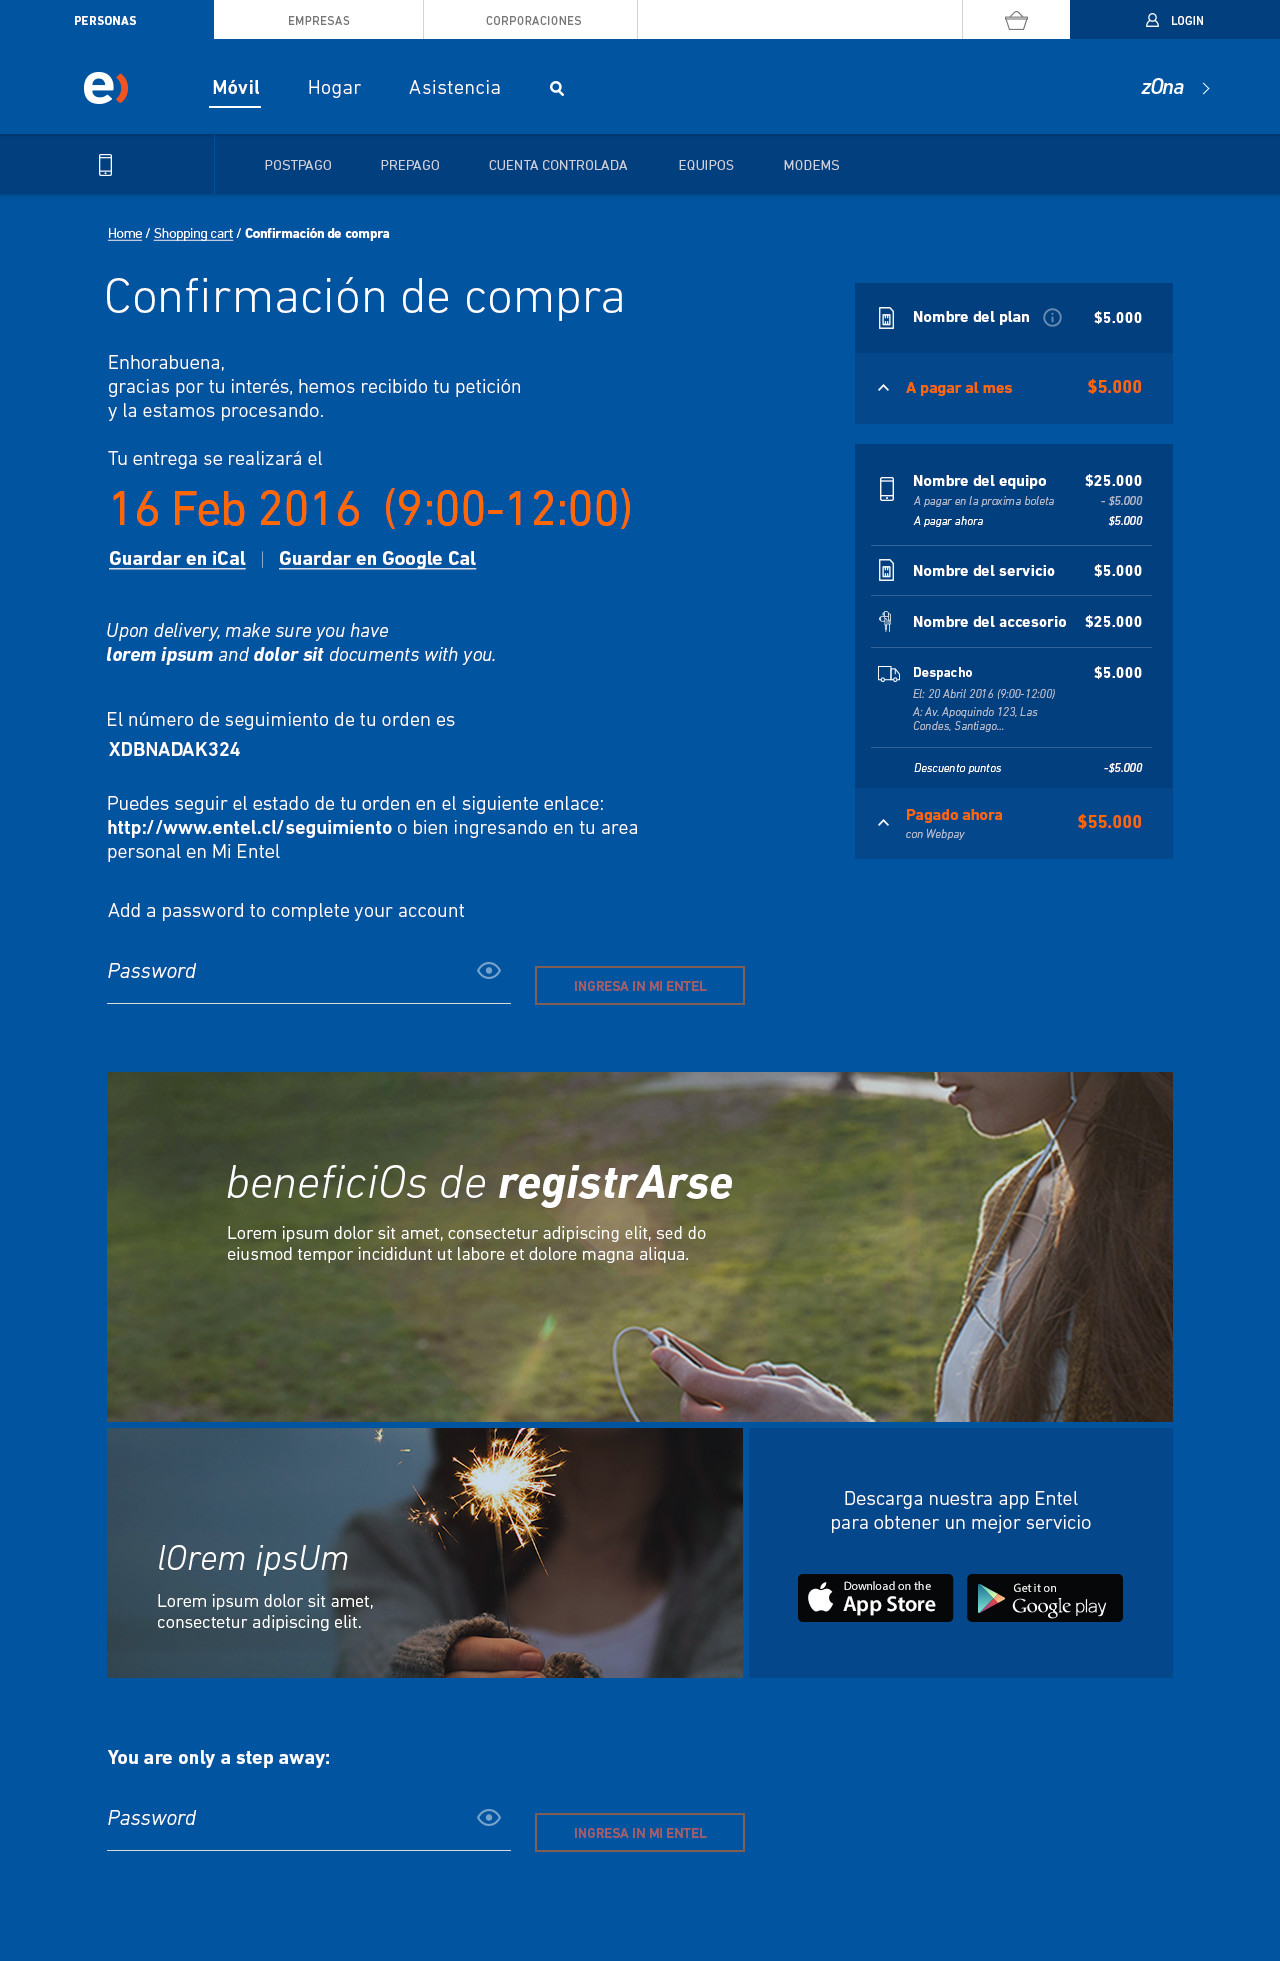 PERSONAS
EMPRESAS
CORPORACIONES
LOGIN
e)
Móvil
Hogar
Asistencia
zOna
POSTPAGO
PREPAGO
CUENTA CONTROLADA
EQUIPOS
MODEMS
Home / Shopping cart / Confirmación de compra
Confirmación de compra
Enhorabuena,
gracias por tu interés, hemos recibido tu petición
y la estamos procesando.
Tu entrega se realizará el
16 Feb 2016 (9:00-12:00)
Guardar en iCal | Guardar en Google Cal
Upon delivery, make sure you have
lorem ipsum and dolor sit documents with you.
El número de seguimiento de tu orden es
XDBNADAK324
Puedes seguir el estado de tu orden en el siguiente enlace:
http://www.entel.cl/seguimiento o bien ingresando en tu area
personal en Mi Entel
Add a password to complete your account
Password
INGRESA IN MI ENTEL
Nombre del plan $5.000
A pagar al mes $5.000
Nombre del equipo $25.000
A pagar en la proxima boleta - $5.000
A pagar ahora $5.000
Nombre del servicio $5.000
Nombre del accesorio $25.000
Despacho $5.000
El: 20 Abril 2016 (9:00-12:00)
A: Av. Apoquindo 123, Las
Condes, Santiago...
Descuento puntos -$5.000
Pagado ahora $55.000
con Webpay
beneficiOs de registrArse
Lorem ipsum dolor sit amet, consectetur adipiscing elit, sed do
eiusmod tempor incididunt ut labore et dolore magna aliqua.
lOrem ipsUm
Lorem ipsum dolor sit amet,
consectetur adipiscing elit.
Descarga nuestra app Entel
para obtener un mejor servicio
Download on the
App Store
Get it on
Google play
You are only a step away:
Password
INGRESA IN MI ENTEL